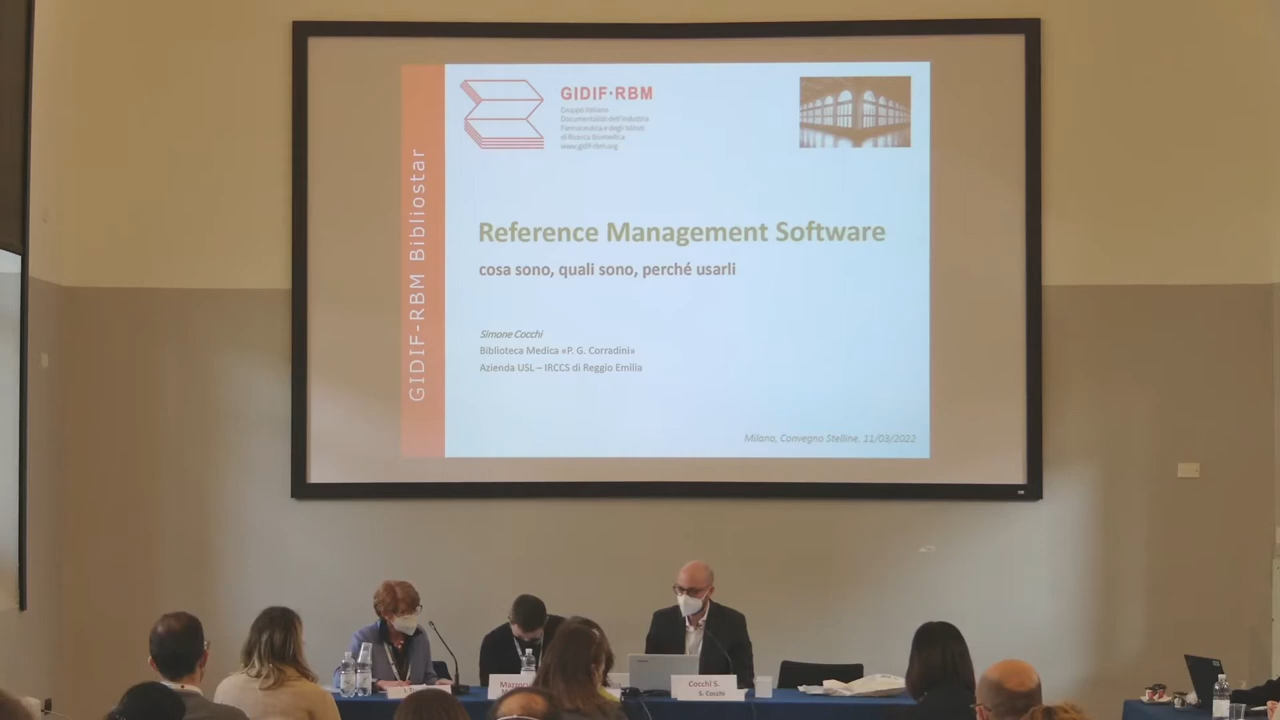 GIDIF-RBM Bibliostar
GIDIF·RBM
Gruppo Italiano
Documentalisti dell'Industria
Farmaceutica e degli Istituti
di Ricerca Biomedica
www.gidif-rbm.org
Reference Management Software
cosa sono, quali sono, perché usarli
Simone Cocchi
Biblioteca Medica «P. G. Corradini»
Azienda USL – IRCCS di Reggio Emilia
Milano, Convegno Stelline, 11/03/2022
Cocchi S.
S. Cocchi